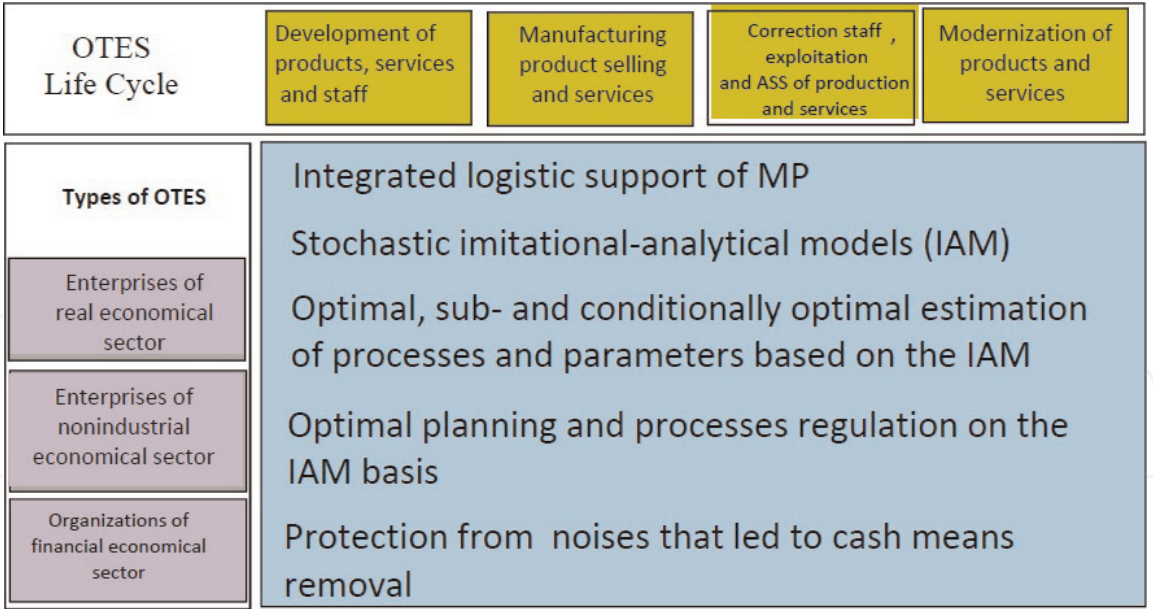 OTES
Life Cycle
Development of
products, services
and staff
Manufacturing
product selling
and services
Correction staff ,
exploitation
and ASS of production
and services
Modernization of
products and
services
Types of OTES
Enterprises of
real economical
sector
Enterprises of
nonindustrial
economical sector
Organizations of
financial economical
sector
Integrated logistic support of MP
Stochastic imitational-analytical models (IAM)
Optimal, sub- and conditionally optimal estimation
of processes and parameters based on the IAM
Optimal planning and processes regulation on the
IAM basis
Protection from noises that led to cash means
removal